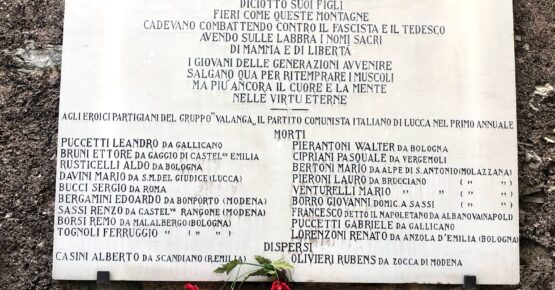 DICIOTTO SUOI FIGLI
FIERI COME QUESTE MONTAGNE
CADEVANO COMBATTENDO CONTRO IL FASCISTA E IL TEDESCO
AVENDO SULLE LABBRA I NOMI SACRI
DI MAMMA E DI LIBERTÀ
I GIOVANI DELLE GENERAZIONI AVVENIRE
SALGANO QUA PER RITEMPRARE I MUSCOLI
MA PIÙ ANCORA IL CUORE E LA MENTE
NELLE VIRTÙ ETERNE
AGLI EROICI PARTIGIANI DEL GRUPPO "VALANGA", IL PARTITO COMUNISTA ITALIANO DI LUCCA NEL PRIMO ANNUALE
MORTI
PUCCETTI LEANDRO DA GALLICANO
BRUNI ETTORE DA GAGGIO DI CASTEL.co EMILIA
RUSTICELLI ALDO DA BOLOGNA
DAVINI MARIO DA S.M. DEL GIUDICE (LUCCA)
BUCCI SERGIO DA ROMA
BERGAMINI EDOARDO DA BONPORTO (MODENA)
SASSI RENZO DA CASTEL.vo RANGONE (MODENA)
BORSI REMO DA MALALBERGO (BOLOGNA)
TOGNOLI FERRUGGIO " "
PIERANTONI WALTER DA BOLOGNA
CIPRIANI PASQUALE DA VERGEMOLI
BERTONI MARIO DA ALPE DI S. ANTONIO (MOLAZZANA)
PIERONI LAURO DA BRUCCIANO ( " " )
VENTURELLI MARIO " " ( " " )
BORRO GIOVANNI DOMIC. A SASSI ( " " )
FRANCESCO DETTO IL NAPOLETANO DA ALBANOVA (NAPOLI)
PUCCETTI GABRIELE DA GALLICANO
LORENZONI RENATO DA ANZOLA D'EMILIA (BOLOGNA)
DISPERSI
CASINI ALBERTO DA SCANDIANO (R. EMILIA)
OLIVIERI RUBENS DA ZOCCA DI MODENA